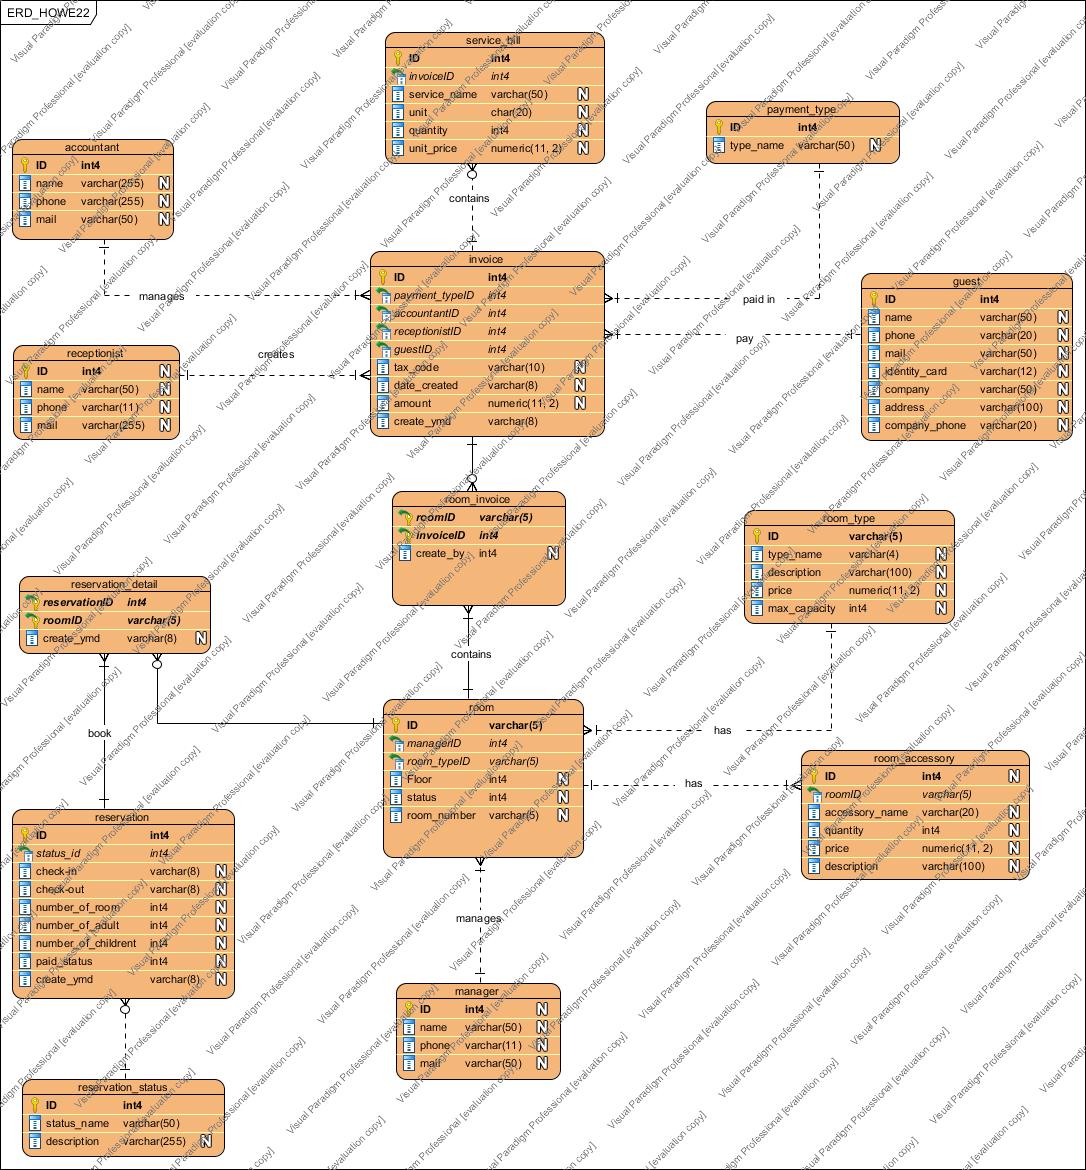 ERD_HOWE22
service_bill
ID int4
invoiceID int4
service_name varchar(50) N
unit char(20) N
quantity int4 N
unit_price numeric(11, 2) N
payment_type
ID int4
type_name varchar(50) N
accountant
ID int4
name varchar(255) N
phone varchar(255) N
mail varchar(50) N
contains
invoice
ID int4
payment_typeID int4
accountantID int4
receptionistID int4
guestID int4
tax_code varchar(10) N
date_created varchar(8) N
amount numeric(11, 2) N
create_ymd varchar(8)
manages
paid in
pay
creates
guest
ID int4
name varchar(50) N
phone varchar(20) N
mail varchar(50) N
identity_card varchar(12) N
company varchar(50) N
address varchar(100) N
company_phone varchar(20) N
receptionist
ID int4 N
name varchar(50) N
phone varchar(11) N
mail varchar(255) N
room_invoice
roomID varchar(5)
invoiceID int4
create_by int4 N
room_type
ID varchar(5)
type_name varchar(4) N
description varchar(100) N
price numeric(11, 2) N
max_capacity int4 N
reservation_detail
reservationID int4
roomID varchar(5)
create_ymd varchar(8) N
contains
book
room
ID varchar(5)
managerID int4
room_typeID varchar(5)
Floor int4 N
status int4 N
room_number varchar(5) N
has
has
room_accessory
ID int4 N
roomID varchar(5)
accessory_name varchar(20) N
quantity int4 N
price numeric(11, 2) N
description varchar(100) N
reservation
ID int4
status_id int4
check-in varchar(8) N
check-out varchar(8) N
number_of_room int4 N
number_of_adult int4 N
number_of_childrent int4 N
paid_status int4 N
create_ymd varchar(8) N
manages
manager
ID int4 N
name varchar(50) N
phone varchar(11) N
mail varchar(50) N
reservation_status
ID int4
status_name varchar(50)
description varchar(255) N
Visual Paradigm Professional [evaluation copy]